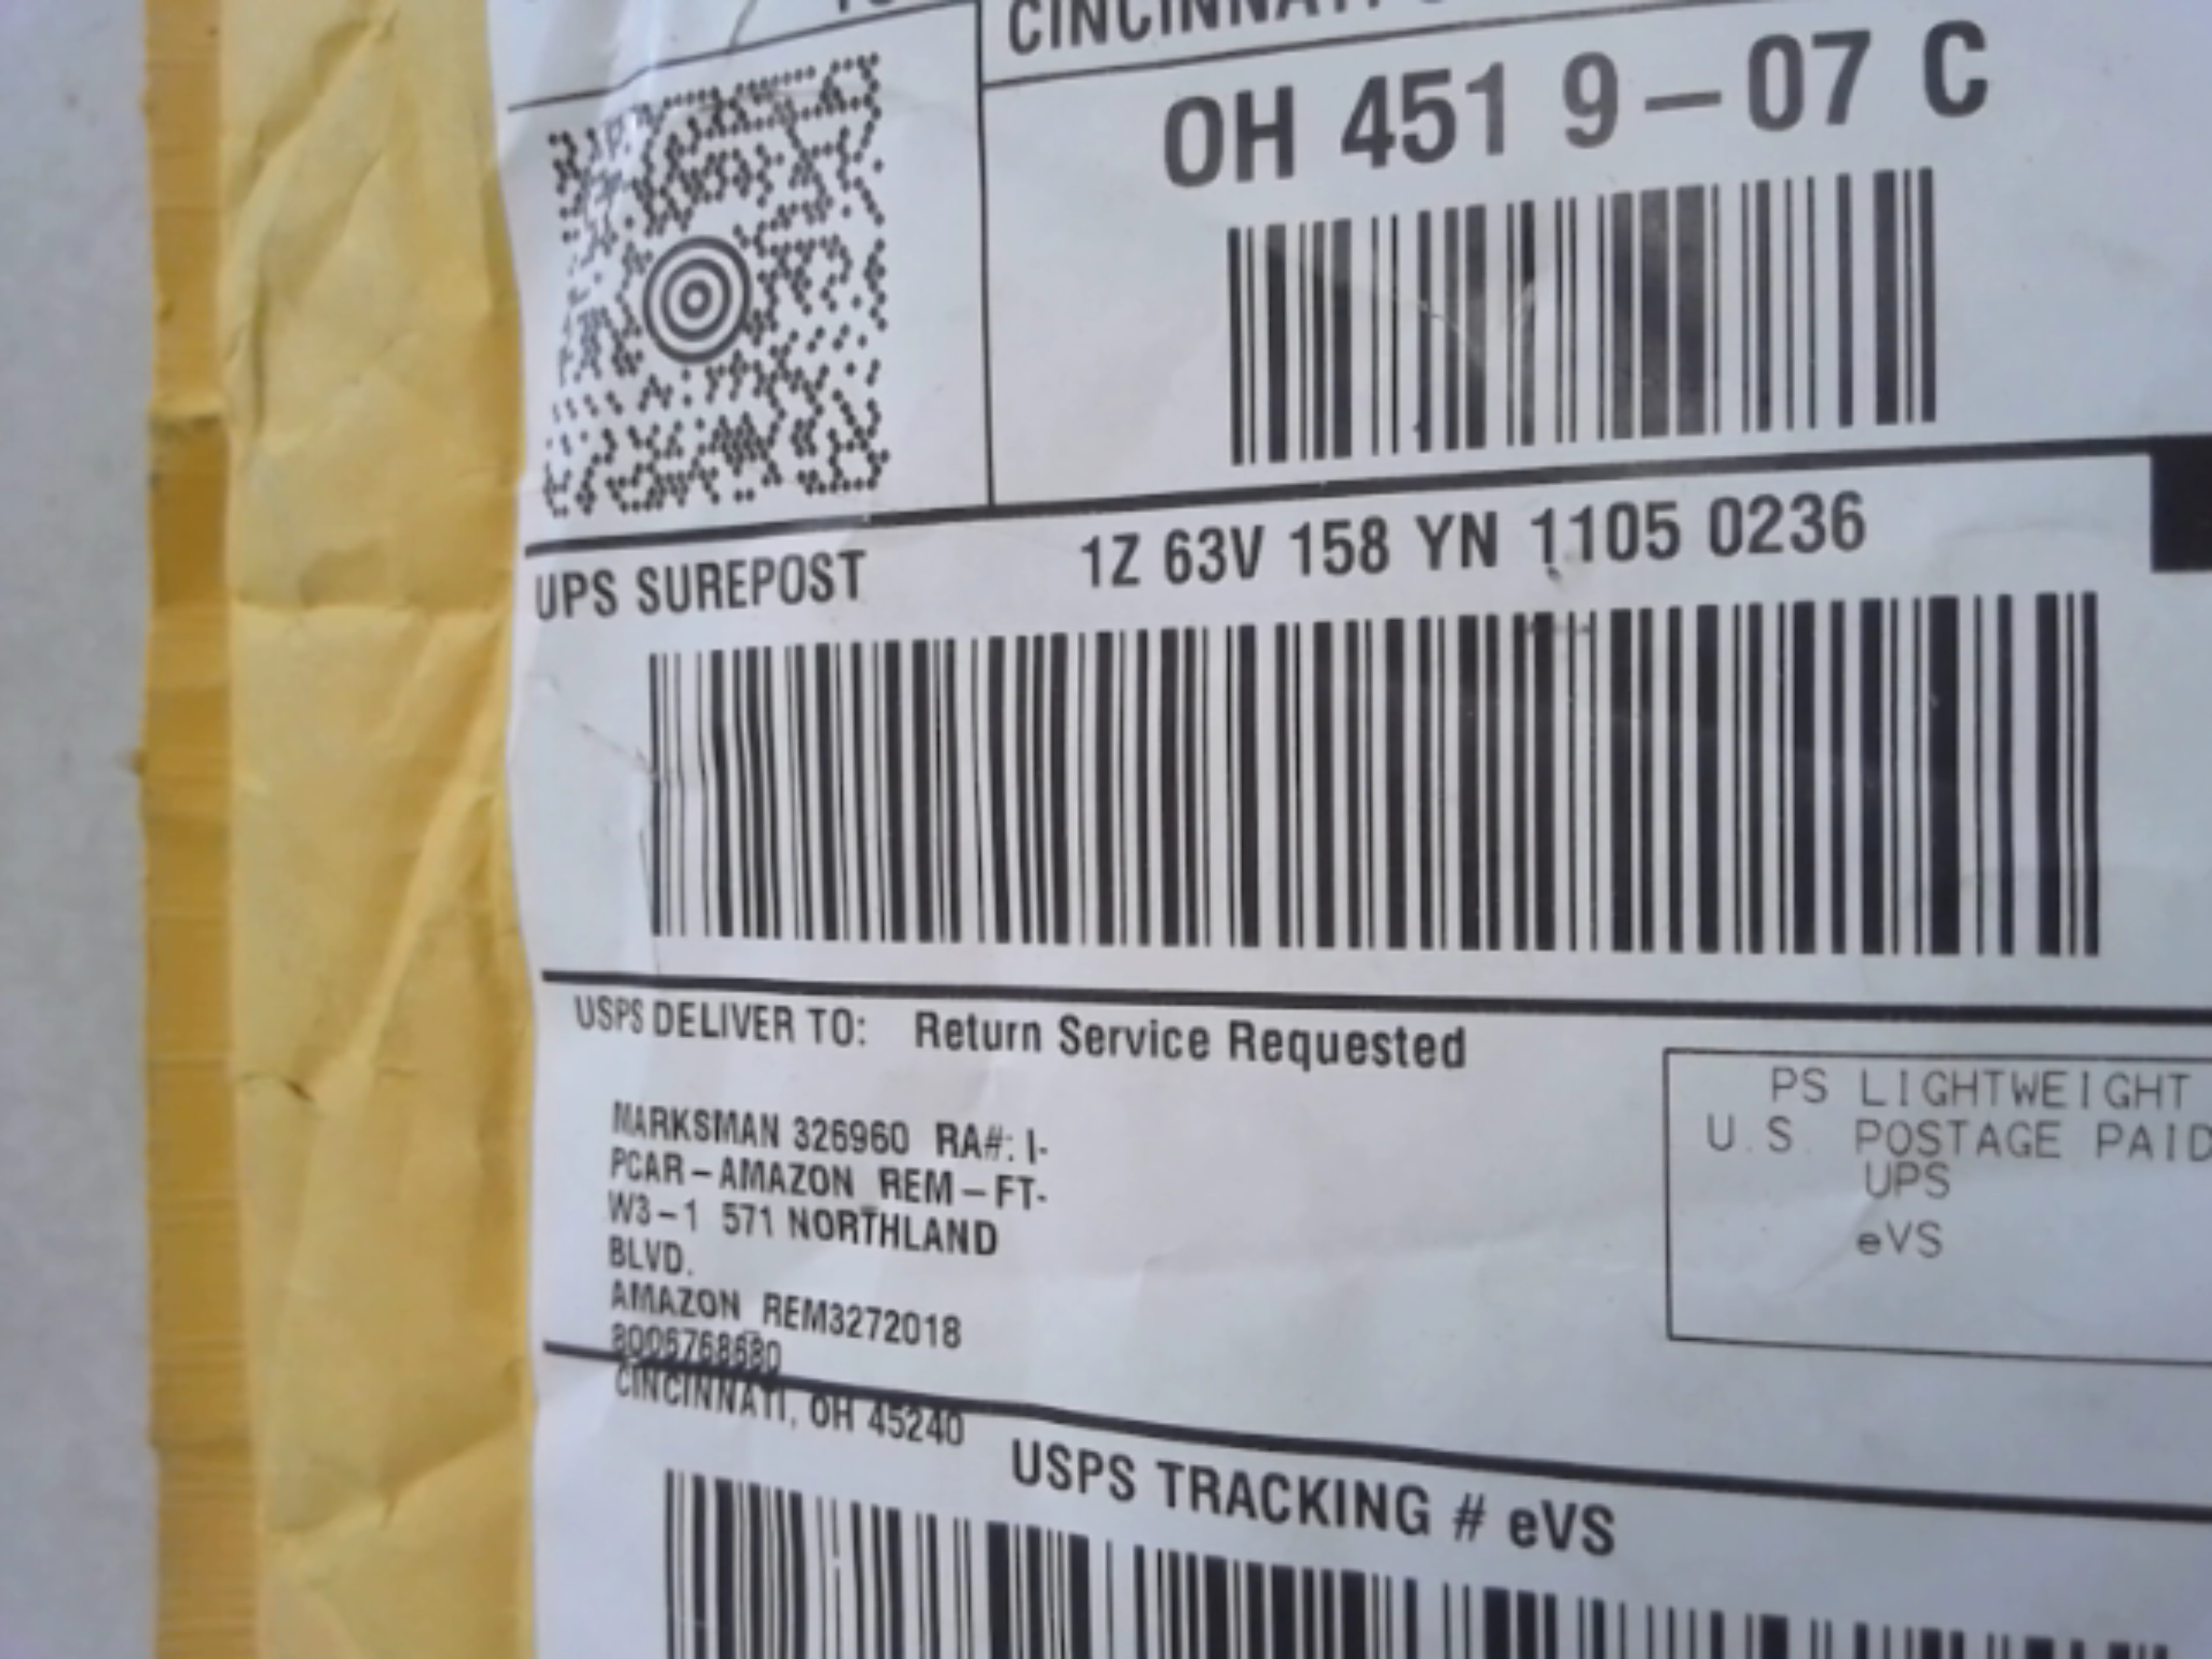 CINCINNATI
OH 451 9-07 C
UPS SUREPOST
1Z 63V 158 YN 1105 0236
USPS DELIVER TO: Return Service Requested
MARKSMAN 326960 RA#: I-
PCAR-AMAZON REM-FT-
W3-1 571 NORTHLAND
BLVD.
AMAZON REM3272018
8006768680
CINCINNATI, OH 45240
PS LIGHTWEIGHT
U.S. POSTAGE PAID
UPS
eVS
USPS TRACKING # eVS